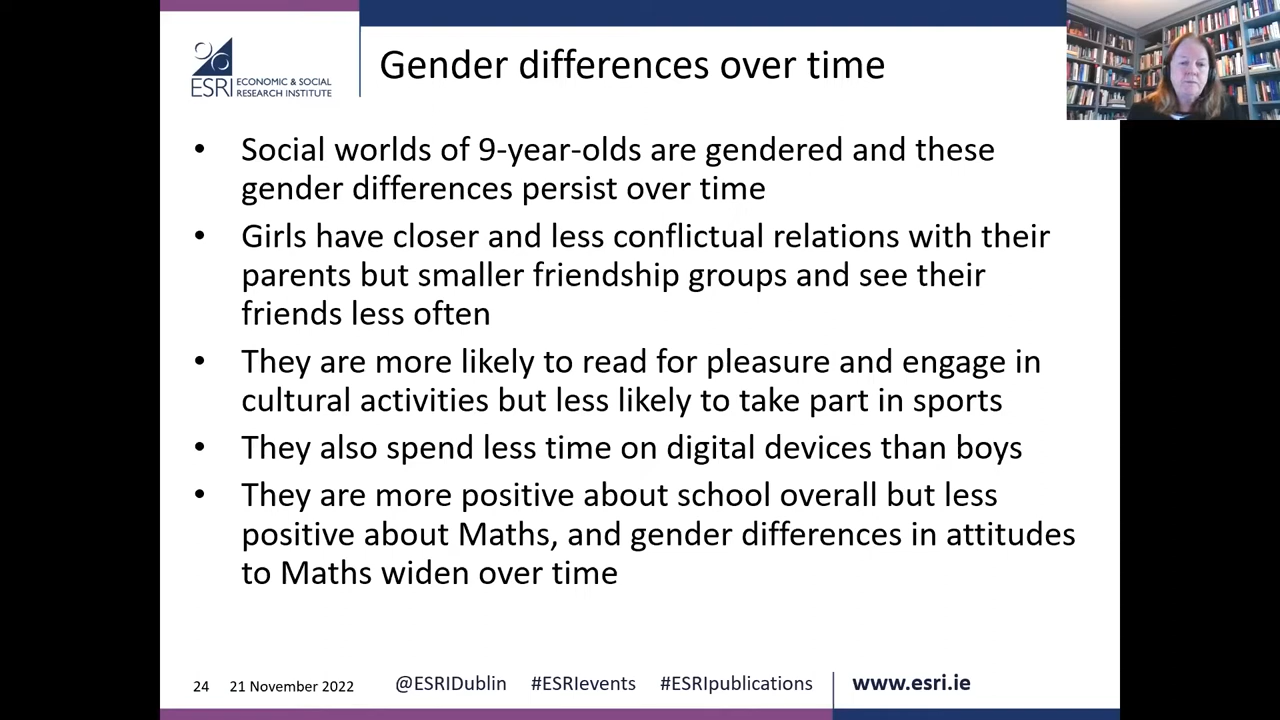 ESRI ECONOMIC & SOCIAL
RESEARCH INSTITUTE
Gender differences over time
• Social worlds of 9-year-olds are gendered and these
gender differences persist over time
• Girls have closer and less conflictual relations with their
parents but smaller friendship groups and see their
friends less often
• They are more likely to read for pleasure and engage in
cultural activities but less likely to take part in sports
• They also spend less time on digital devices than boys
• They are more positive about school overall but less
positive about Maths, and gender differences in attitudes
to Maths widen over time
24 21 November 2022 @ESRIDublin #ESRIevents #ESRIpublications www.esri.ie